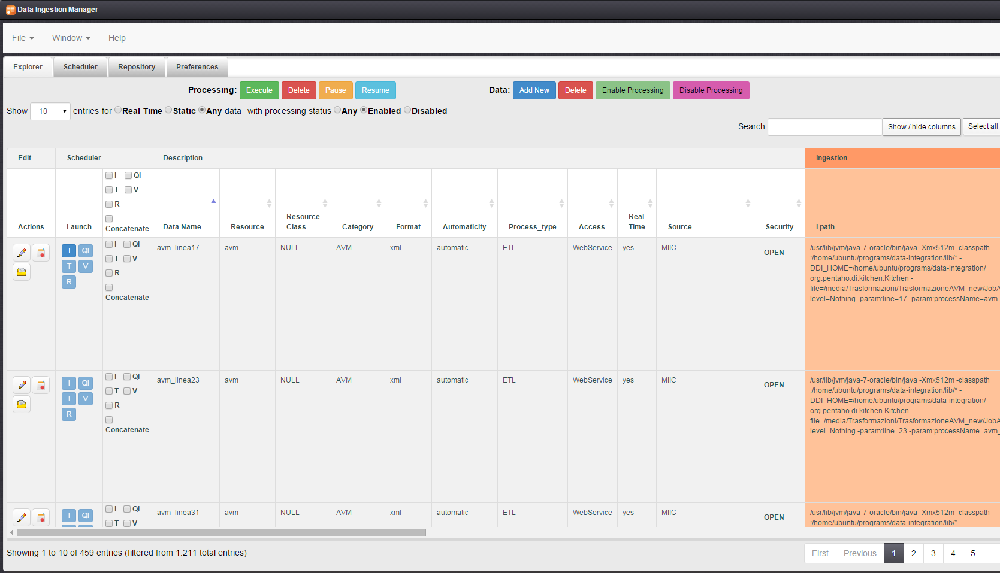 Data Ingestion Manager
File Window Help
Explorer Scheduler Repository Preferences
Processing: Execute Delete Pause Resume Data: Add New Delete Enable Processing Disable Processing
Show 10 entries for Real Time Static Any data with processing status Any Enabled Disabled
Search: Show / hide columns Select all
Edit Scheduler Description Ingestion
I QI
T V
R
Concatenate
Actions Launch Data Name Resource Resource Class Category Format Automaticity Process_type Access Real Time Source Security I path
I QI I QI avm_linea17 avm NULL AVM xml automatic ETL WebService yes MIIC OPEN /usr/lib/jvm/java-7-oracle/bin/java -Xmx512m -classpath
:/home/ubuntu/programs/data-integration/lib/* -
T V T V DDI_HOME=/home/ubuntu/programs/data-integration/
R R org.pentaho.di.kitchen.Kitchen -
file=/media/Trasformazioni/TrasformazioneAVM_new/JobA
Concatenate level=Nothing -param:line=17 -param:processName=avm_
I QI I QI avm_linea23 avm NULL AVM xml automatic ETL WebService yes MIIC OPEN /usr/lib/jvm/java-7-oracle/bin/java -Xmx512m -classpath
:/home/ubuntu/programs/data-integration/lib/* -
T V T V DDI_HOME=/home/ubuntu/programs/data-integration/
R R org.pentaho.di.kitchen.Kitchen -
file=/media/Trasformazioni/TrasformazioneAVM_new/JobA
Concatenate level=Nothing -param:line=23 -param:processName=avm_
I QI I QI avm_linea31 avm NULL AVM xml automatic ETL WebService yes MIIC OPEN /usr/lib/jvm/java-7-oracle/bin/java -Xmx512m -classpath
T V :/home/ubuntu/programs/data-integration/lib/* -
Showing 1 to 10 of 459 entries (filtered from 1.211 total entries) First Previous 1 2 3 4 5 ...